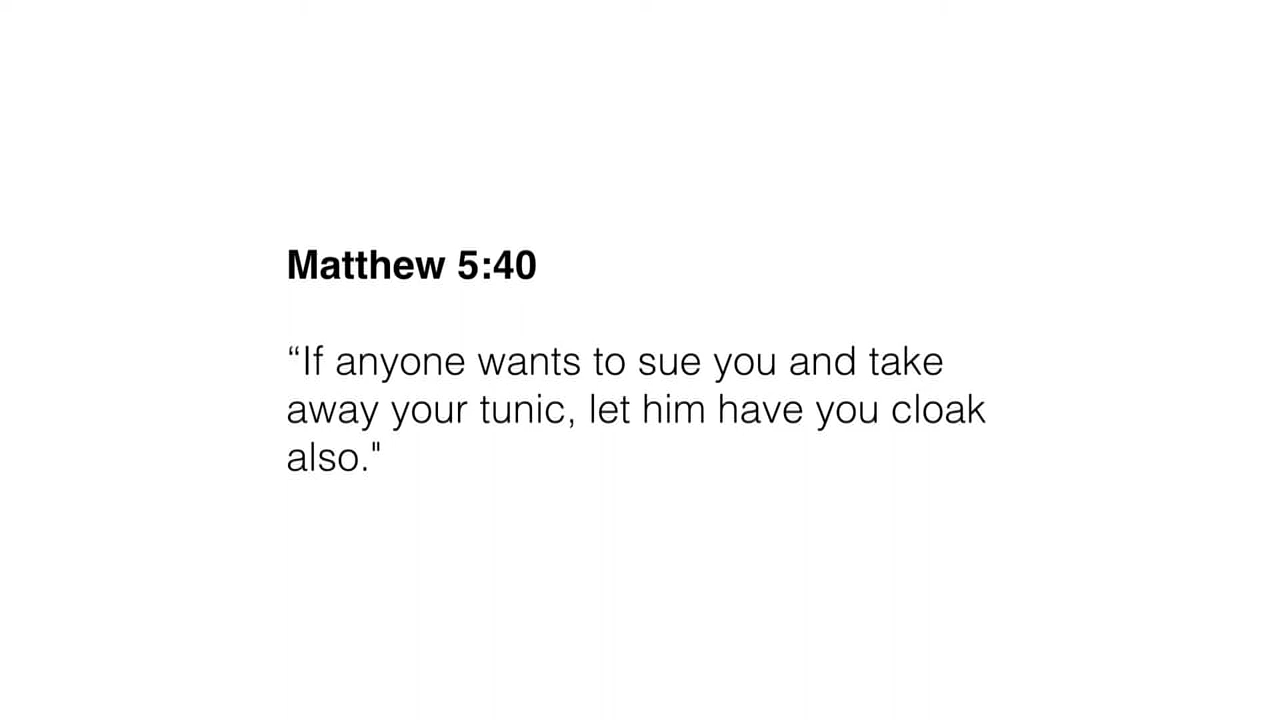 Matthew 5:40
“If anyone wants to sue you and take
away your tunic, let him have you cloak
also."